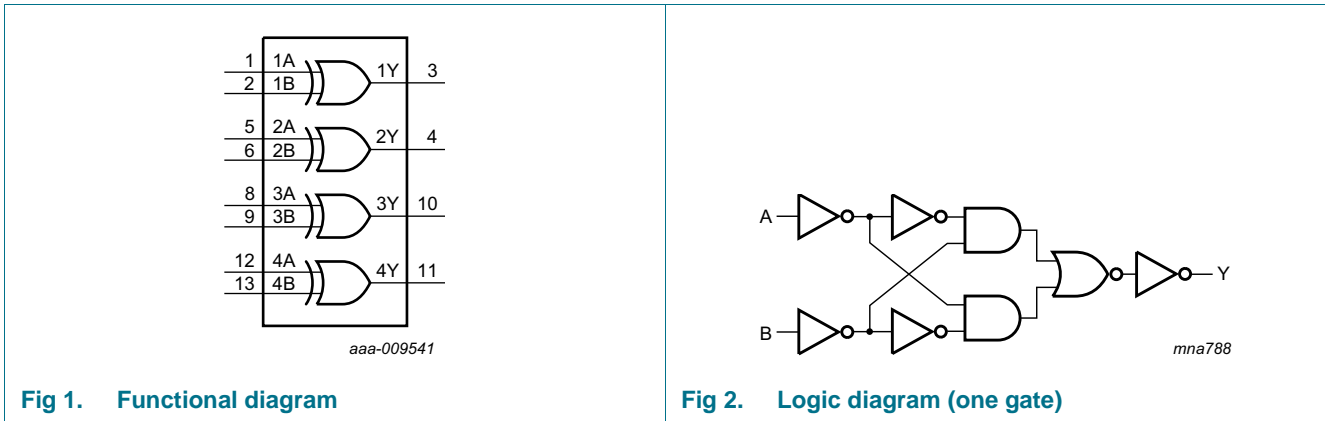 1 1A 1Y 3
2 1B
5 2A 2Y 4
6 2B
8 3A 3Y 10
9 3B
12 4A 4Y 11
13 4B
aaa-009541
Fig 1. Functional diagram
A
Y
B
mna788
Fig 2. Logic diagram (one gate)